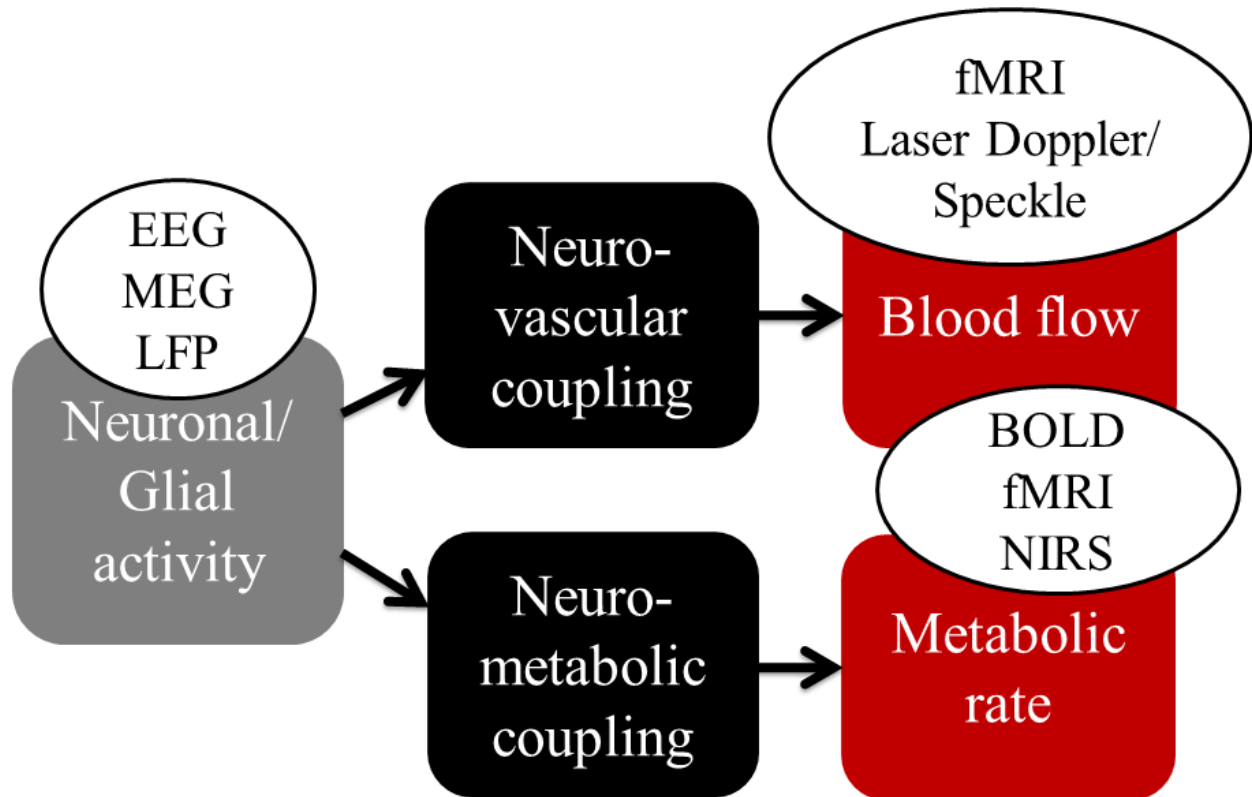 EEG
MEG
LFP
Neuronal/
Glial
activity
Neuro-
vascular
coupling
fMRI
Laser Doppler/
Speckle
Blood flow
Neuro-
metabolic
coupling
BOLD
fMRI
NIRS
Metabolic
rate